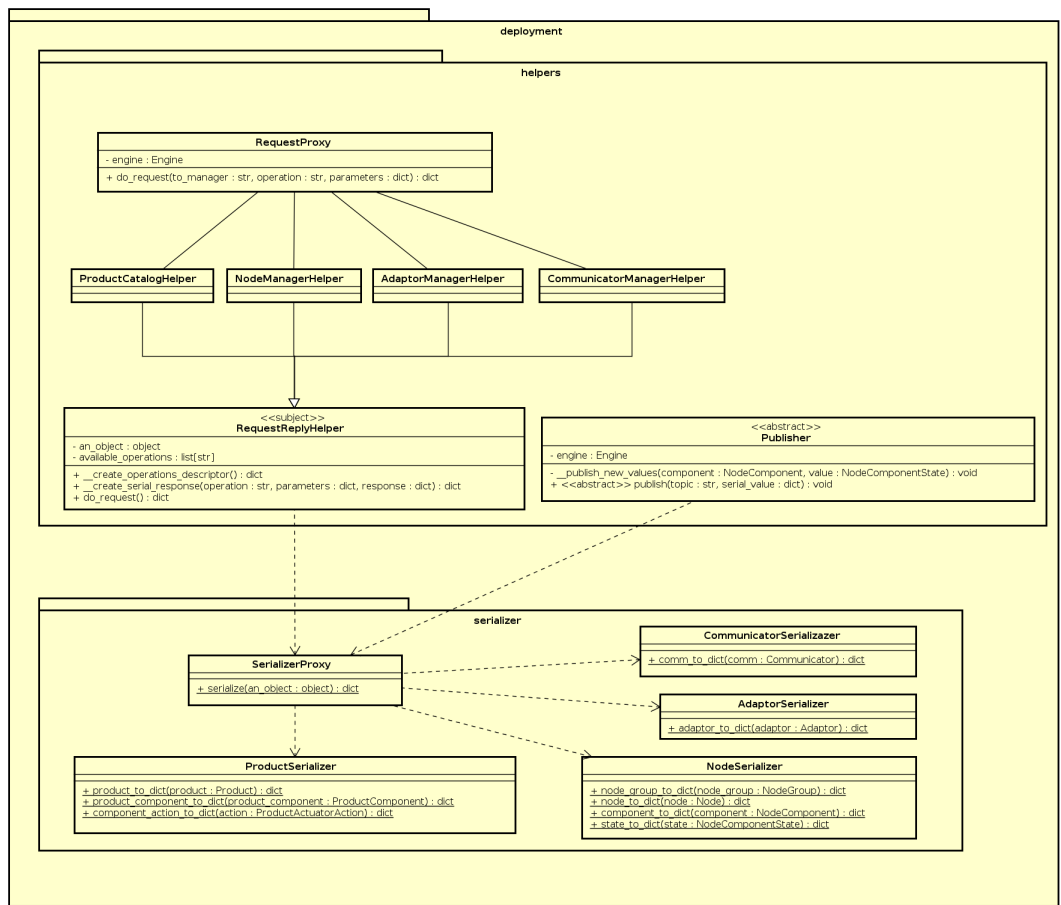 deployment
helpers
RequestProxy
- engine : Engine
+ do_request(to_manager : str, operation : str, parameters : dict) : dict
ProductCatalogHelper
NodeManagerHelper
AdaptorManagerHelper
CommunicatorManagerHelper
<<subject>>
RequestReplyHelper
- an_object : object
- available_operations : list[str]
+ __create_operations_descriptor() : dict
+ __create_serial_response(operation : str, parameters : dict, response : dict) : dict
+ do_request() : dict
<<abstract>>
Publisher
- engine : Engine
- __publish_new_values(component : NodeComponent, value : NodeComponentState) : void
+ <<abstract>> publish(topic : str, serial_value : dict) : void
serializer
SerializerProxy
+ serialize(an_object : object) : dict
CommunicatorSerializazer
+ comm_to_dict(comm : Communicator) : dict
AdaptorSerializer
+ adaptor_to_dict(adaptor : Adaptor) : dict
ProductSerializer
+ product_to_dict(product : Product) : dict
+ product_component_to_dict(product_component : ProductComponent) : dict
+ component_action_to_dict(action : ProductActuatorAction) : dict
NodeSerializer
+ node_group_to_dict(node_group : NodeGroup) : dict
+ node_to_dict(node : Node) : dict
+ component_to_dict(component : NodeComponent) : dict
+ state_to_dict(state : NodeComponentState) : dict